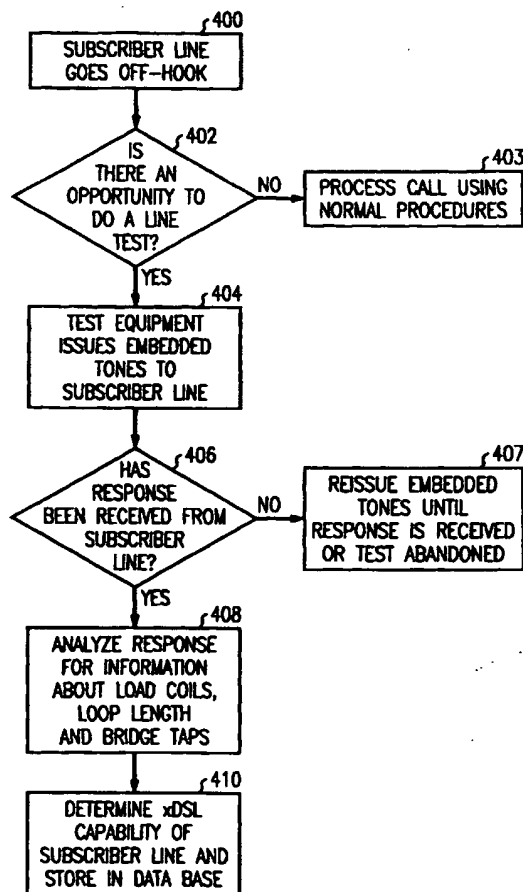 400
SUBSCRIBER LINE
GOES OFF-HOOK
402
IS
THERE AN
OPPORTUNITY TO
DO A LINE
TEST?
NO
403
PROCESS CALL USING
NORMAL PROCEDURES
YES
404
TEST EQUIPMENT
ISSUES EMBEDDED
TONES TO
SUBSCRIBER LINE
406
HAS
RESPONSE
BEEN RECEIVED FROM
SUBSCRIBER
LINE?
NO
407
REISSUE EMBEDDED
TONES UNTIL
RESPONSE IS RECEIVED
OR TEST ABANDONED
YES
408
ANALYZE RESPONSE
FOR INFORMATION
ABOUT LOAD COILS,
LOOP LENGTH
AND BRIDGE TAPS
410
DETERMINE xDSL
CAPABILITY OF
SUBSCRIBER LINE AND
STORE IN DATA BASE